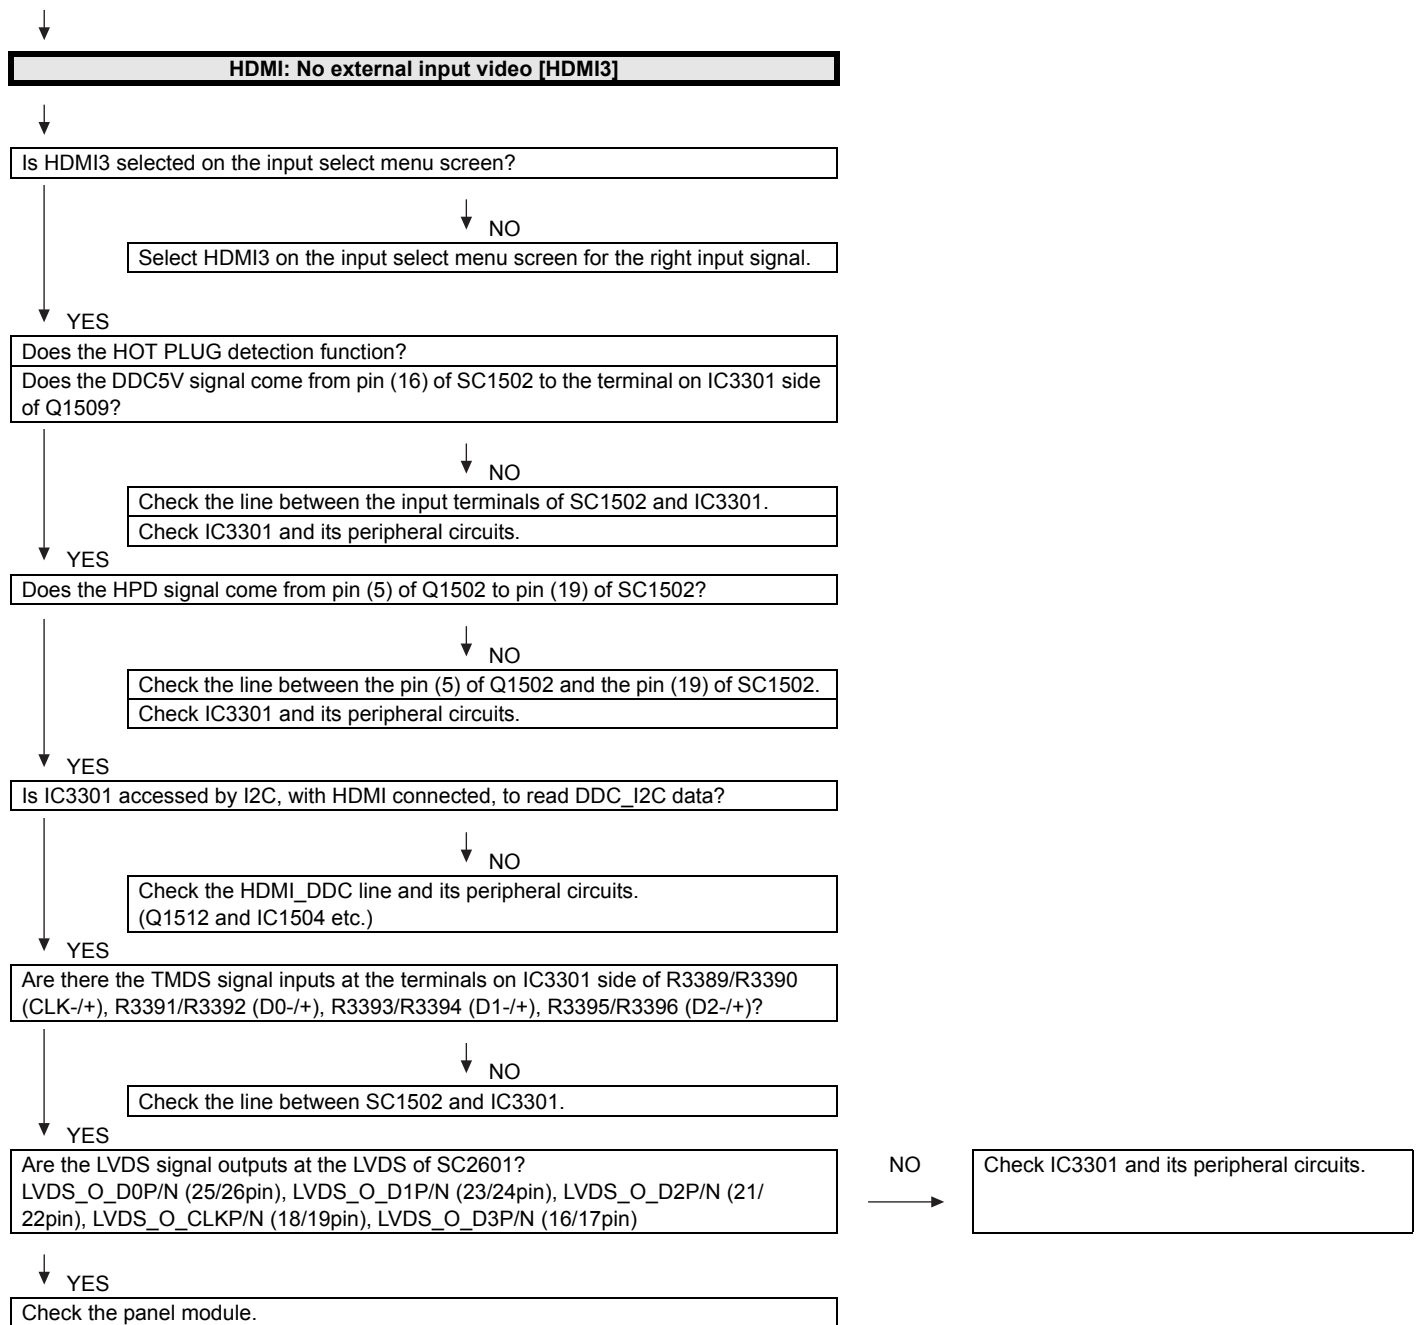 HDMI: No external input video [HDMI3]
Is HDMI3 selected on the input select menu screen?
NO
Select HDMI3 on the input select menu screen for the right input signal.
YES
Does the HOT PLUG detection function?
Does the DDC5V signal come from pin (16) of SC1502 to the terminal on IC3301 side
of Q1509?
NO
Check the line between the input terminals of SC1502 and IC3301.
Check IC3301 and its peripheral circuits.
YES
Does the HPD signal come from pin (5) of Q1502 to pin (19) of SC1502?
NO
Check the line between the pin (5) of Q1502 and the pin (19) of SC1502.
Check IC3301 and its peripheral circuits.
YES
Is IC3301 accessed by I2C, with HDMI connected, to read DDC_I2C data?
NO
Check the HDMI_DDC line and its peripheral circuits.
(Q1512 and IC1504 etc.)
YES
Are there the TMDS signal inputs at the terminals on IC3301 side of R3389/R3390
(CLK-/+), R3391/R3392 (D0-/+), R3393/R3394 (D1-/+), R3395/R3396 (D2-/+)?
NO
Check the line between SC1502 and IC3301.
YES
Are the LVDS signal outputs at the LVDS of SC2601?
LVDS_O_D0P/N (25/26pin), LVDS_O_D1P/N (23/24pin), LVDS_O_D2P/N (21/
22pin), LVDS_O_CLKP/N (18/19pin), LVDS_O_D3P/N (16/17pin)
NO
Check IC3301 and its peripheral circuits.
YES
Check the panel module.